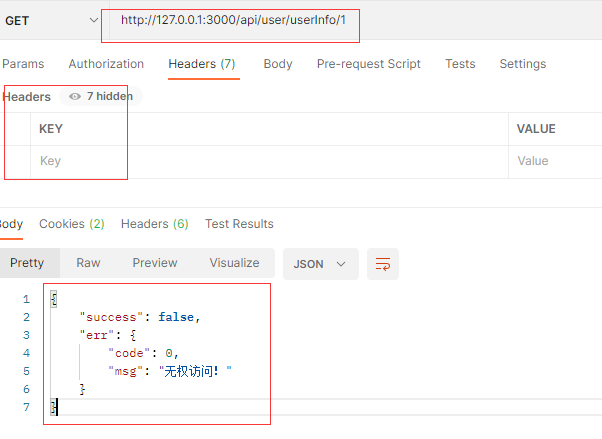 GET http://127.0.0.1:3000/api/user/userInfo/1
Params Authorization Headers (7) Body Pre-request Script Tests Settings
Headers 7 hidden
KEY VALUE
Key Value
Body Cookies (2) Headers (6) Test Results
Pretty Raw Preview Visualize JSON
1 {
2 "success": false,
3 "err": {
4 "code": 0,
5 "msg": "无权访问! "
6 }
7 }